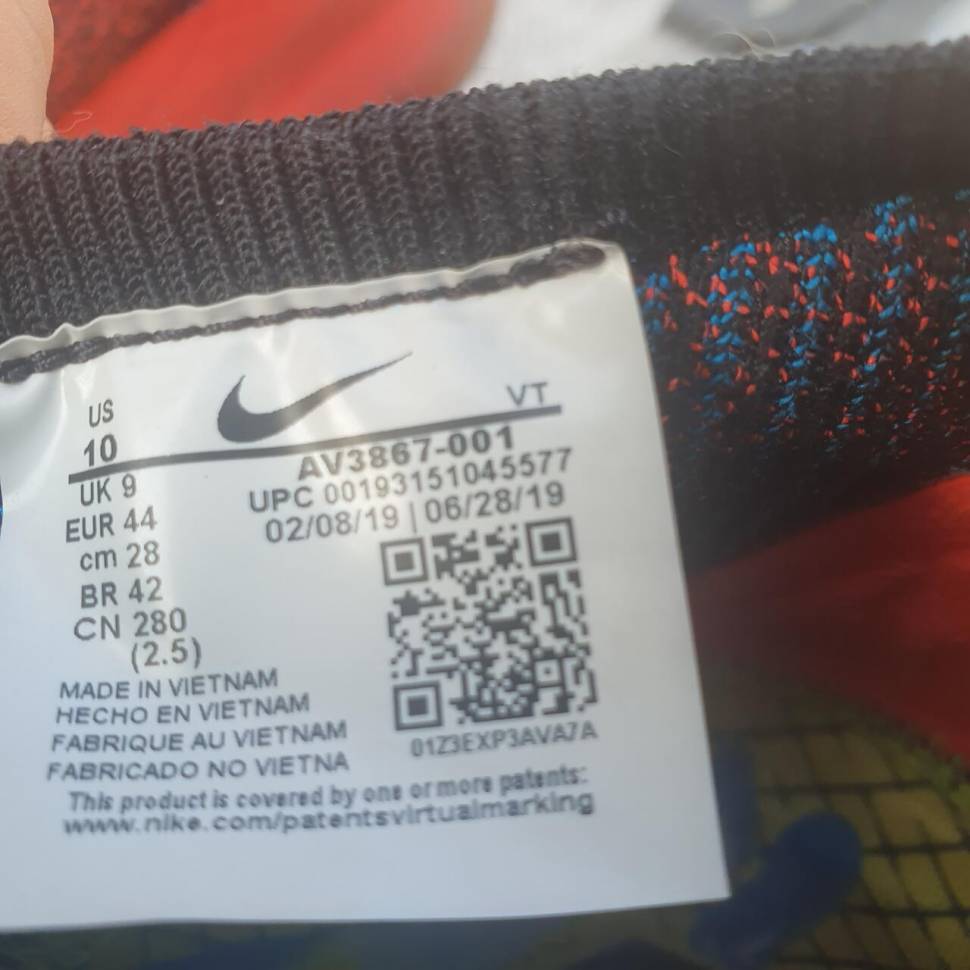 US
10
UK 9
EUR 44
cm 28
BR 42
CN 280
(2.5)
VT
AV3867-001
UPC 00193151045577
02/08/19 | 06/28/19
01Z3EXP3AVA7A
MADE IN VIETNAM
HECHO EN VIETNAM
FABRIQUE AU VIETNAM
FABRICADO NO VIETNA
This product is covered by one or more patents:
www.nike.com/patentsvirtualmarking